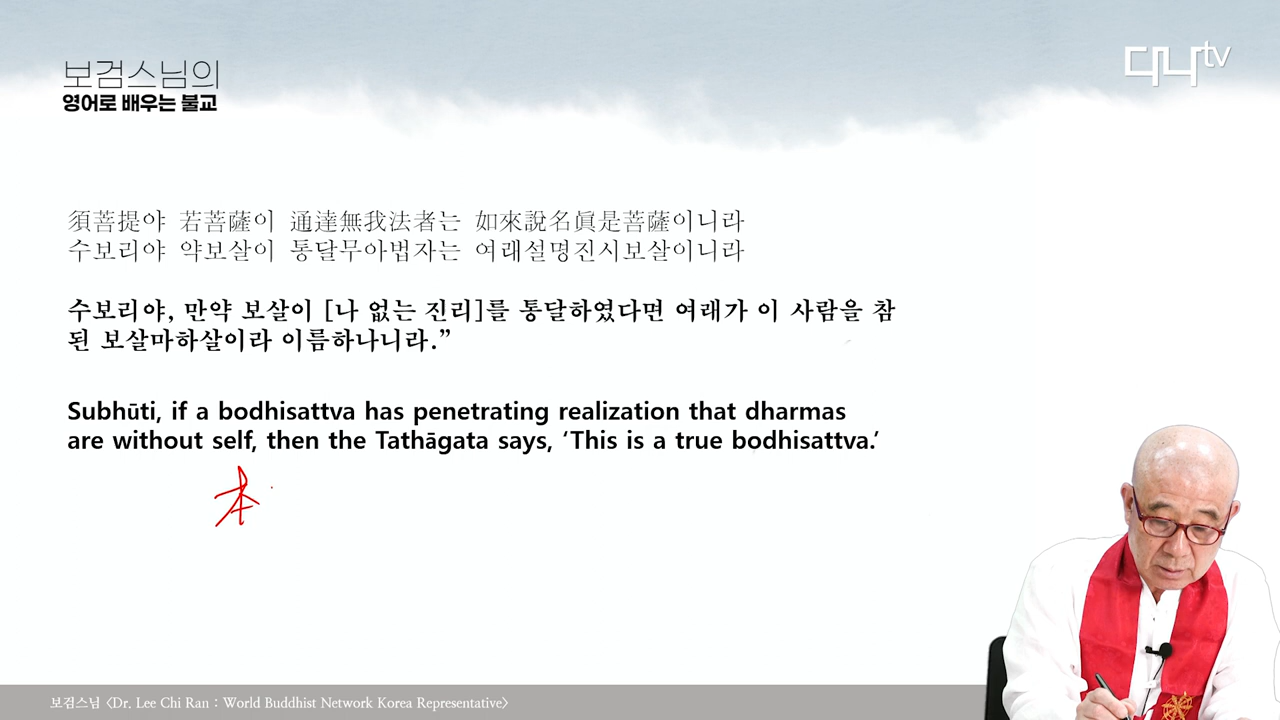 보검스님의
영어로 배우는 불교
다나tv
須菩提야 若菩薩이 通達無我法者는 如來說名眞是菩薩이니라
수보리야 약보살이 통달무아법자는 여래설명진시보살이니라
수보리야, 만약 보살이 [나 없는 진리]를 통달하였다면 여래가 이 사람을 참
된 보살마하살이라 이름하나니라.”
Subhūti, if a bodhisattva has penetrating realization that dharmas
are without self, then the Tathāgata says, ‘This is a true bodhisattva.’
本
보검스님 <Dr. Lee Chi Ran : World Buddhist Network Korea Representative>